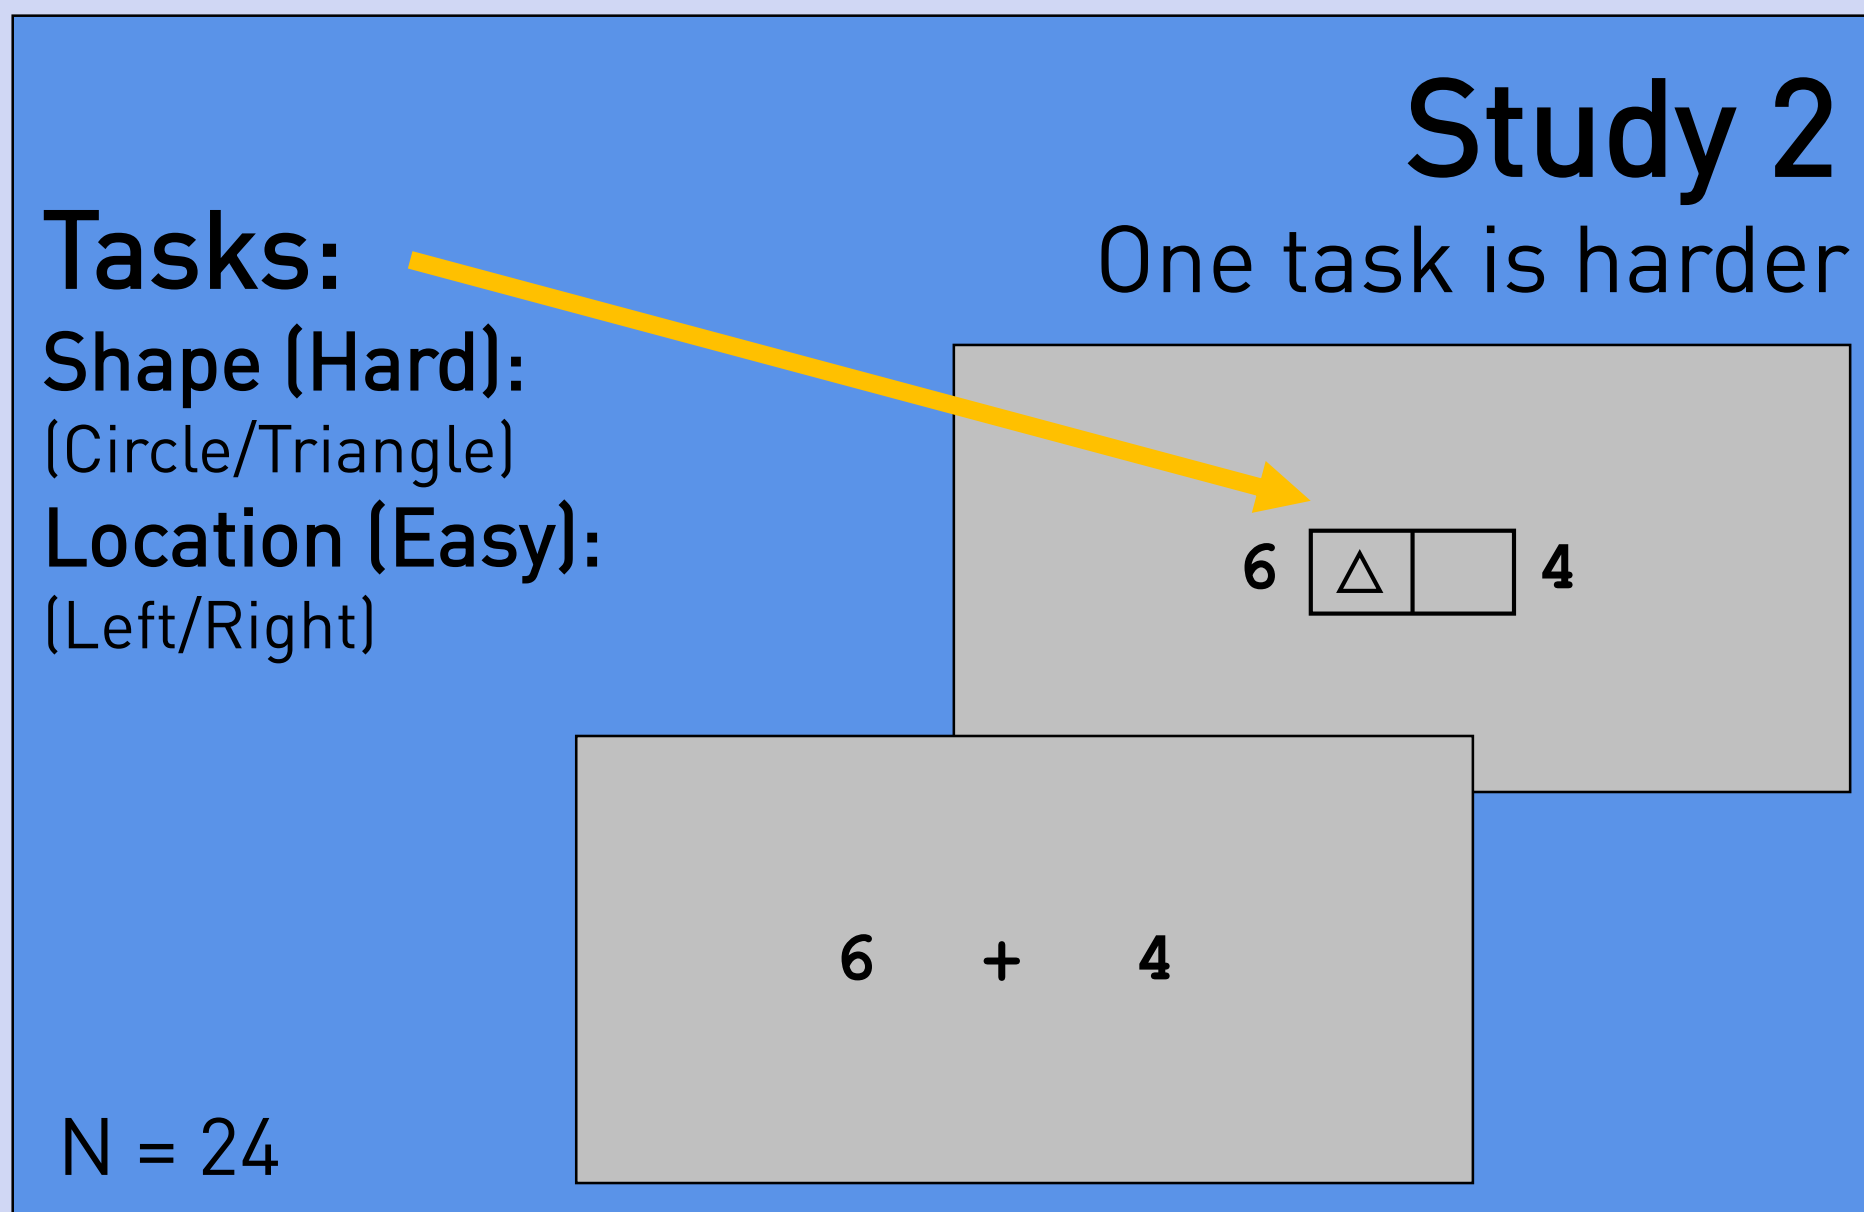 Study 2
One task is harder
Tasks:
Shape (Hard):
(Circle/Triangle)
Location (Easy):
(Left/Right)
6 4
6 + 4
N = 24